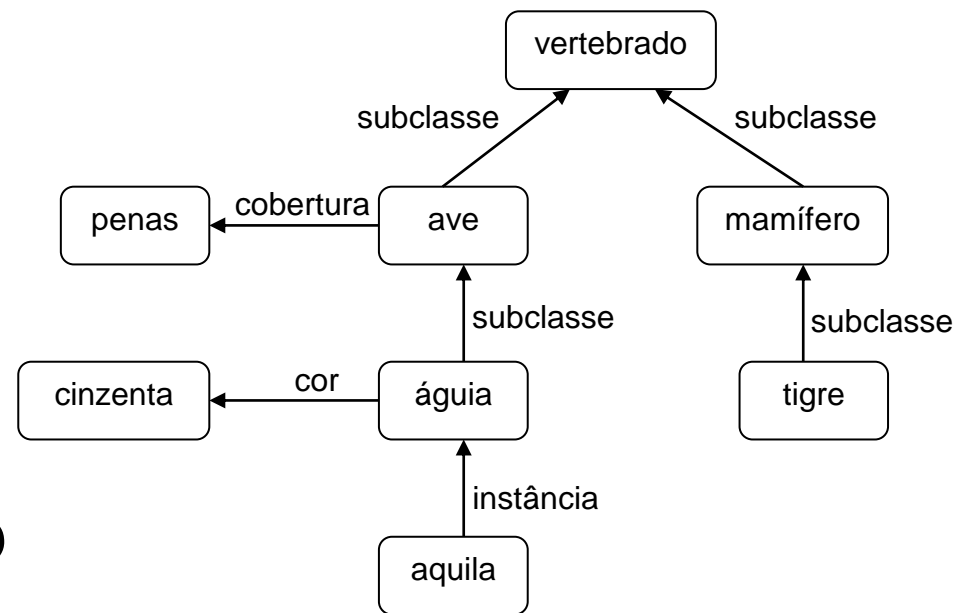 vertebrado
subclasse subclasse
penas cobertura ave mamífero
subclasse subclasse
cinzenta cor águia tigre
instância
)
aquila